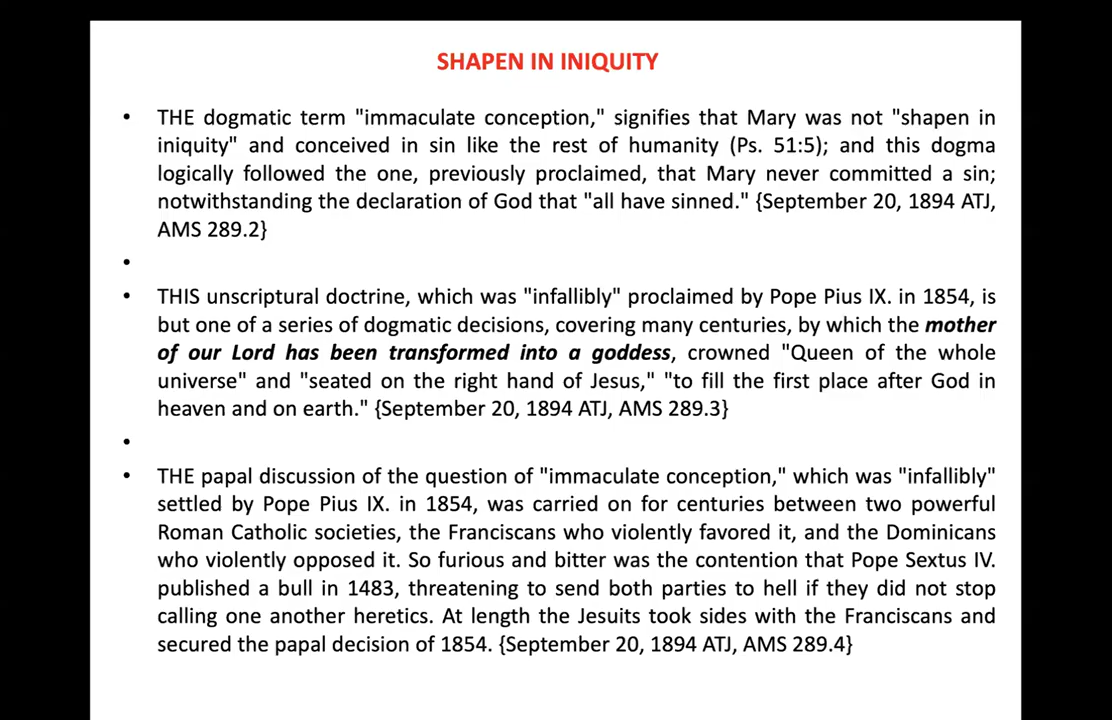 SHAPEN IN INIQUITY
• THE dogmatic term "immaculate conception," signifies that Mary was not "shapen in
iniquity" and conceived in sin like the rest of humanity (Ps. 51:5); and this dogma
logically followed the one, previously proclaimed, that Mary never committed a sin;
notwithstanding the declaration of God that "all have sinned." {September 20, 1894 ATJ,
AMS 289.2}
•
• THIS unscriptural doctrine, which was "infallibly" proclaimed by Pope Pius IX. in 1854, is
but one of a series of dogmatic decisions, covering many centuries, by which the mother
of our Lord has been transformed into a goddess, crowned "Queen of the whole
universe" and "seated on the right hand of Jesus," "to fill the first place after God in
heaven and on earth." {September 20, 1894 ATJ, AMS 289.3}
•
• THE papal discussion of the question of "immaculate conception," which was "infallibly"
settled by Pope Pius IX. in 1854, was carried on for centuries between two powerful
Roman Catholic societies, the Franciscans who violently favored it, and the Dominicans
who violently opposed it. So furious and bitter was the contention that Pope Sextus IV.
published a bull in 1483, threatening to send both parties to hell if they did not stop
calling one another heretics. At length the Jesuits took sides with the Franciscans and
secured the papal decision of 1854. {September 20, 1894 ATJ, AMS 289.4}